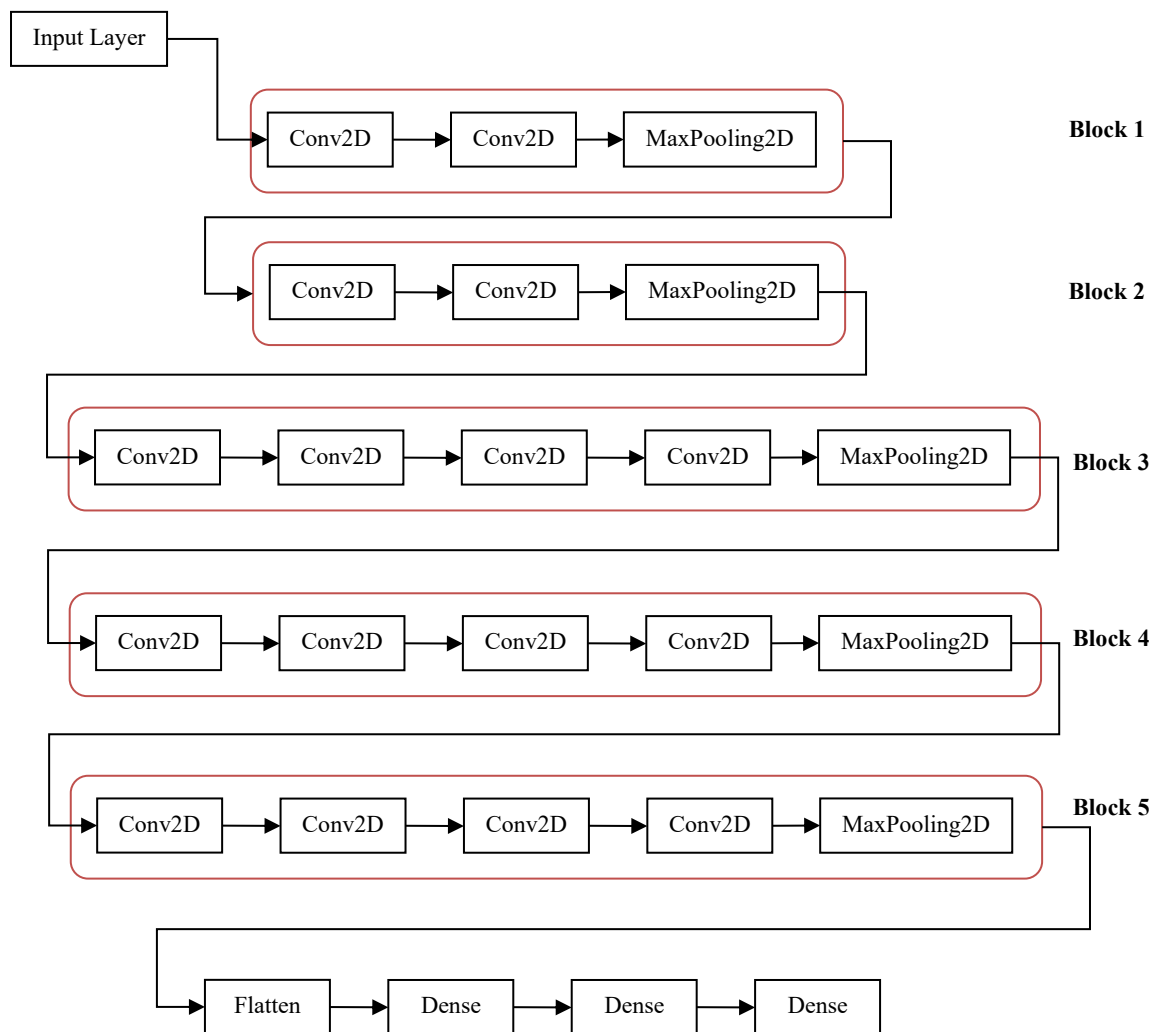 Input Layer
Conv2D Conv2D MaxPooling2D Block 1
Conv2D Conv2D MaxPooling2D Block 2
Conv2D Conv2D Conv2D Conv2D MaxPooling2D Block 3
Conv2D Conv2D Conv2D Conv2D MaxPooling2D Block 4
Conv2D Conv2D Conv2D Conv2D MaxPooling2D Block 5
Flatten Dense Dense Dense